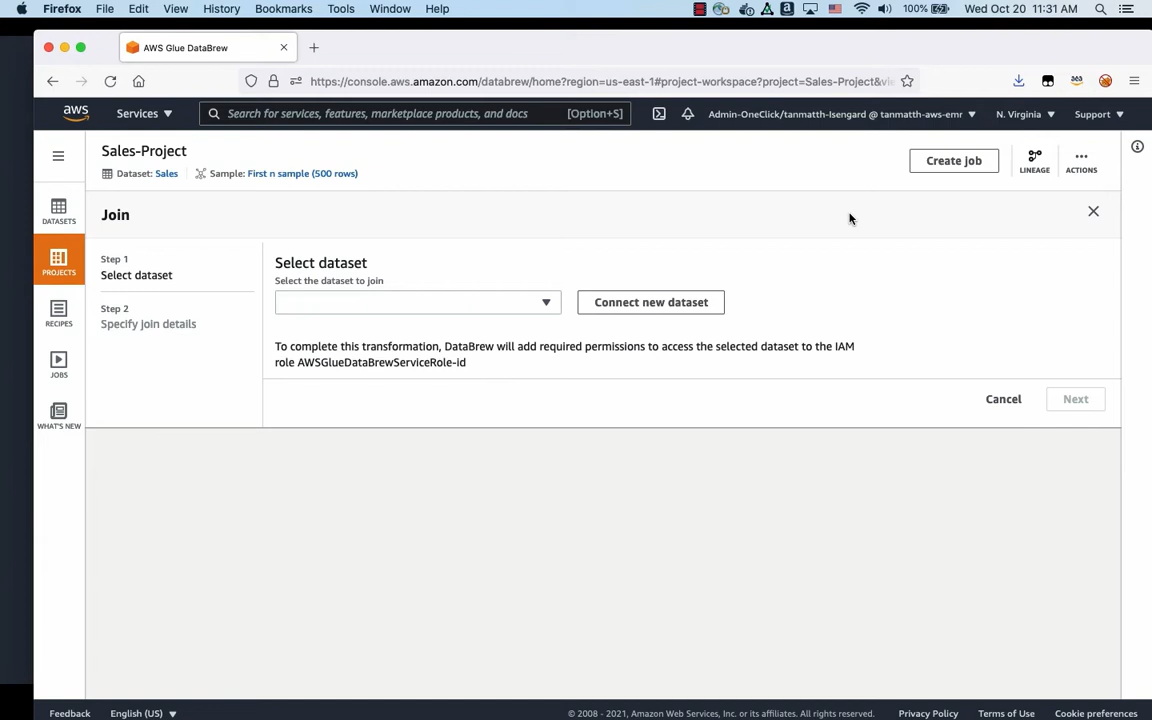 Firefox File Edit View History Bookmarks Tools Window Help 100% Wed Oct 20 11:31 AM
AWS Glue DataBrew
https://console.aws.amazon.com/databrew/home?region=us-east-1#project-workspace?project=Sales-Project&vi
aws Services Search for services, features, marketplace products, and docs [Option+S] Admin-OneClick/tanmatth-Isengard @ tanmatth-aws-emr N. Virginia Support
Sales-Project
Dataset: Sales Sample: First n sample (500 rows)
Create job
LINEAGE
ACTIONS
DATASETS
PROJECTS
RECIPES
JOBS
WHAT'S NEW
Join
Step 1
Select dataset
Step 2
Specify join details
Select dataset
Select the dataset to join
Connect new dataset
To complete this transformation, DataBrew will add required permissions to access the selected dataset to the IAM
role AWSGlueDataBrewServiceRole-id
Cancel Next
Feedback English (US) © 2008 - 2021, Amazon Web Services, Inc. or its affiliates. All rights reserved. Privacy Policy Terms of Use Cookie preferences